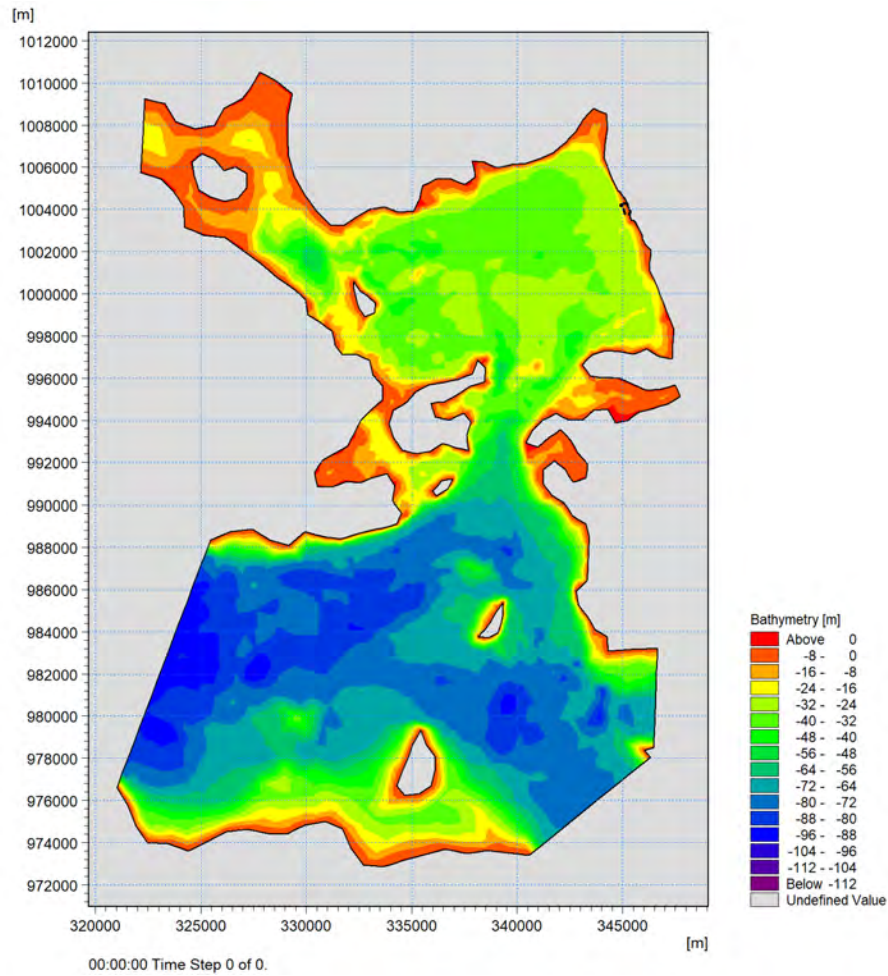 [m]
1012000
1010000
1008000
1006000
1004000
1002000
1000000
998000
996000
994000
992000
990000
988000
986000
984000
982000
980000
978000
976000
974000
972000
320000 325000 330000 335000 340000 345000
[m]
00:00:00 Time Step 0 of 0.
Bathymetry [m]
Above 0
-8 - 0
-16 - -8
-24 - -16
-32 - -24
-40 - -32
-48 - -40
-56 - -48
-64 - -56
-72 - -64
-80 - -72
-88 - -80
-96 - -88
-104 - -96
-112 - -104
Below -112
Undefined Value